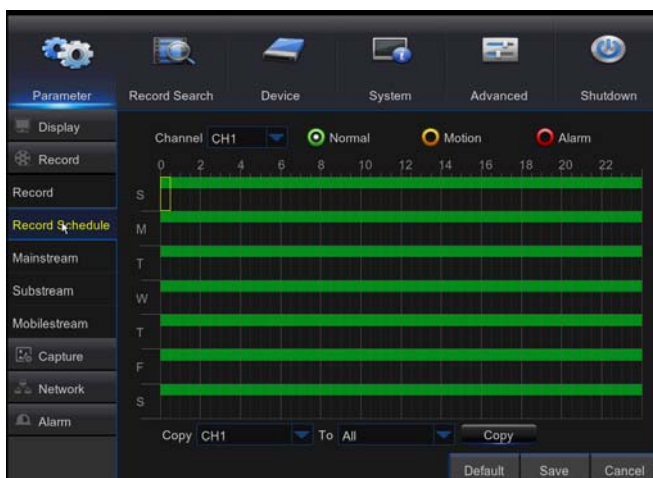 Parameter Record Search Device System Advanced Shutdown
Display
Channel CH1 Normal Motion Alarm
Record
0 2 4 6 8 10 12 14 16 18 20 22
Record
S
Record Schedule
M
Mainstream
T
Substream
W
Mobilestream
T
Capture
F
Network
S
Alarm
Copy CH1 To All Copy
Default Save Cancel